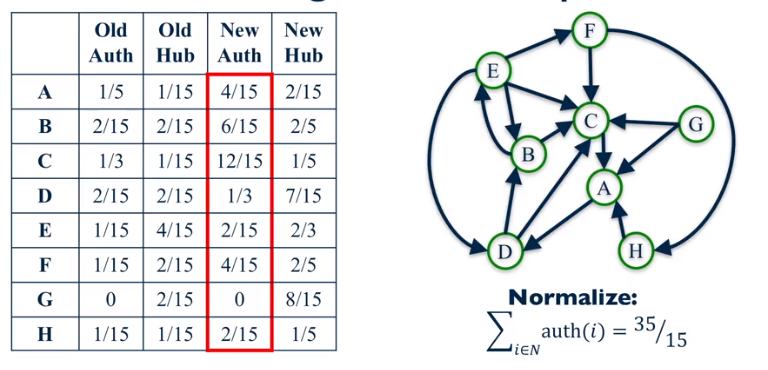 Old Auth | Old Hub | New Auth | New Hub
A | 1/5 | 1/15 | 4/15 | 2/15
B | 2/15 | 2/15 | 6/15 | 2/5
C | 1/3 | 1/15 | 12/15 | 1/5
D | 2/15 | 2/15 | 1/3 | 7/15
E | 1/15 | 4/15 | 2/15 | 2/3
F | 1/15 | 2/15 | 4/15 | 2/5
G | 0 | 2/15 | 0 | 8/15
H | 1/15 | 1/15 | 2/15 | 1/5
F
E
C
G
B
A
D
H
Normalize:
∑i∈N auth(i) = 35/15